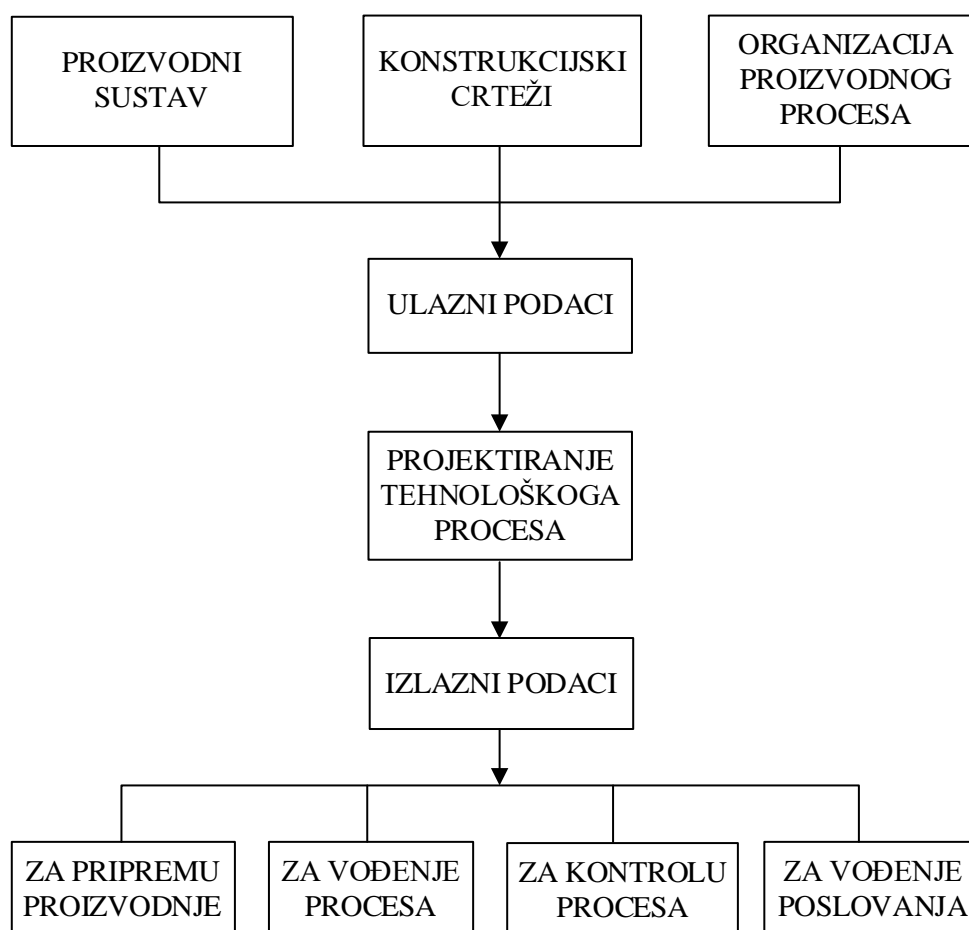 PROIZVODNI
SUSTAV
KONSTRUKCIJSKI
CRTEŽI
ORGANIZACIJA
PROIZVODNOG
PROCESA
ULAZNI PODACI
PROJEKTIRANJE
TEHNOLOŠKOGA
PROCESA
IZLAZNI PODACI
ZA PRIPREMU
PROIZVODNJE
ZA VOĐENJE
PROCESA
ZA KONTROLU
PROCESA
ZA VOĐENJE
POSLOVANJA